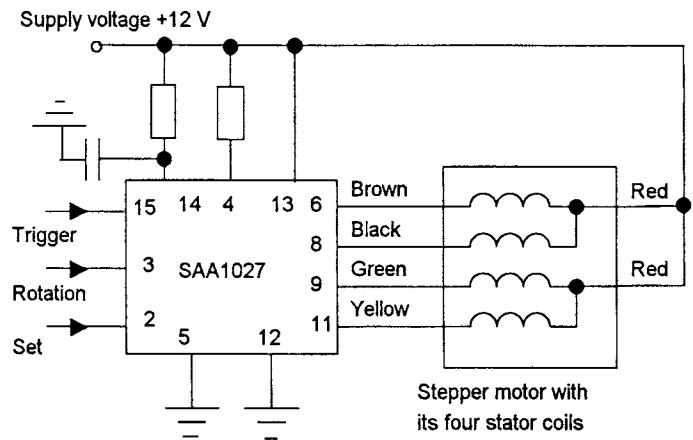 Supply voltage +12 V
Brown
Red
15
14
4
13
6
Trigger
Black
8
3
SAA1027
Green
Red
9
Rotation
Yellow
2
11
Set
5
12
Stepper motor with
its four stator coils